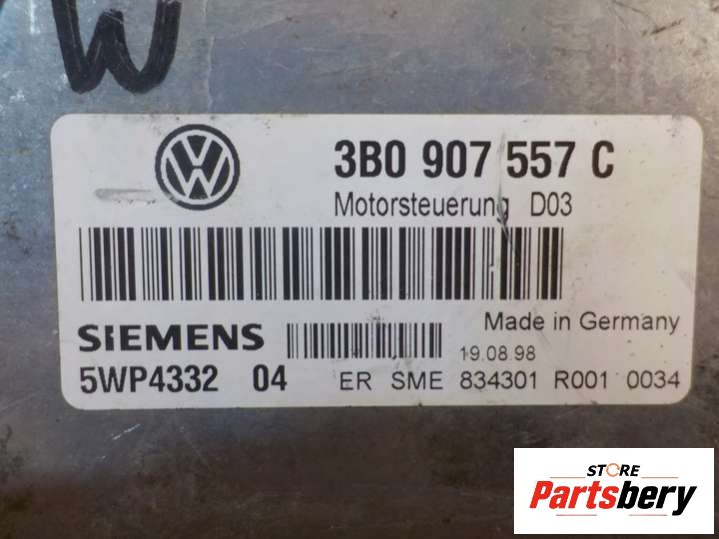 W
VW
3B0 907 557 C
Motorsteuerung D03
SIEMENS
Made in Germany
19.08.98
5WP4332 04
ER SME 834301 R001 0034
STORE
Partsbery